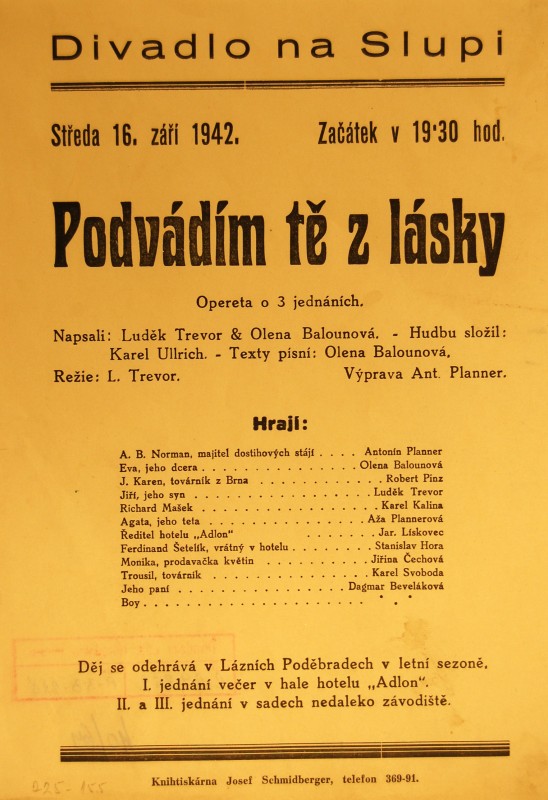 Divadlo na Slupi
Středa 16. září 1942. Začátek v 19·30 hod.
Podvádím tě z lásky
Opereta o 3 jednáních.
Napsali: Luděk Trevor & Olena Balounová. - Hudbu složil:
Karel Ullrich. - Texty písní: Olena Balounová.
Režie: L. Trevor. Výprava Ant. Planner.
Hrají:
A. B. Norman, majitel dostihových stájí . . . . Antonín Planner
Eva, jeho dcera . . . . . . . . . . . . . . . . . Olena Balounová
J. Karen, továrník z Brna . . . . . . . . . . . . Robert Pinz
Jiří, jeho syn . . . . . . . . . . . . . . . . . . . Luděk Trevor
Richard Mašek . . . . . . . . . . . . . . . . . . . Karel Kalina
Agata, jeho teta . . . . . . . . . . . . . . . . . Aža Plannerová
Ředitel hotelu „Adlon“ . . . . . . . . Jar. Lískovec
Ferdinand Šetelík, vrátný v hotelu . . . . . . . . Stanislav Hora
Monika, prodavačka květin . . . . . . . . . . . Jiřina Čechová
Trousil, továrník . . . . . . . . . . . . . . . . . Karel Svoboda
Jeho paní . . . . . . . . . . . . . . . . . . Dagmar Beveláková
Boy . . . . . . . . . . . . . . . . . . . . . . * * *
Děj se odehrává v Lázních Poděbradech v letní sezoně.
I. jednání večer v hale hotelu „Adlon“.
II. a III. jednání v sadech nedaleko závodiště.
Knihtiskárna Josef Schmidberger, telefon 369-91.
225-155